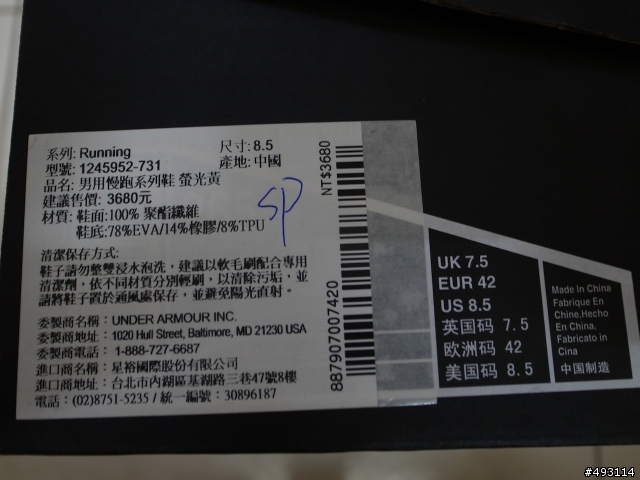 系列: Running
尺寸: 8.5
型號: 1245952-731
產地: 中國
品名: 男用慢跑系列鞋 螢光黃
建議售價: 3680元
材質: 鞋面:100% 聚酯纖維
鞋底:78%EVA/14%橡膠/8%TPU
SP
清潔保存方式:
鞋子請勿整雙浸水泡洗，建議以軟毛刷配合專用
清潔劑，依不同材質分別輕刷，以清除污垢，並
請將鞋子置於通風處保存，並避免陽光直射。
委製商名稱：UNDER ARMOUR INC.
委製商地址：1020 Hull Street, Baltimore, MD 21230 USA
委製商電話： 1-888-727-6687
進口商名稱：星裕國際股份有限公司
進口商地址：台北市內湖區基湖路三巷47號8樓
電話：(02)8751-5235 / 統一編號：30896187
NT$3680
887907007420
UK 7.5
EUR 42
US 8.5
英国码 7.5
欧洲码 42
美国码 8.5
Made In China
Fabrique En
Chine,Hecho
En China,
Fabricato in
Cina
中国制造
#493114